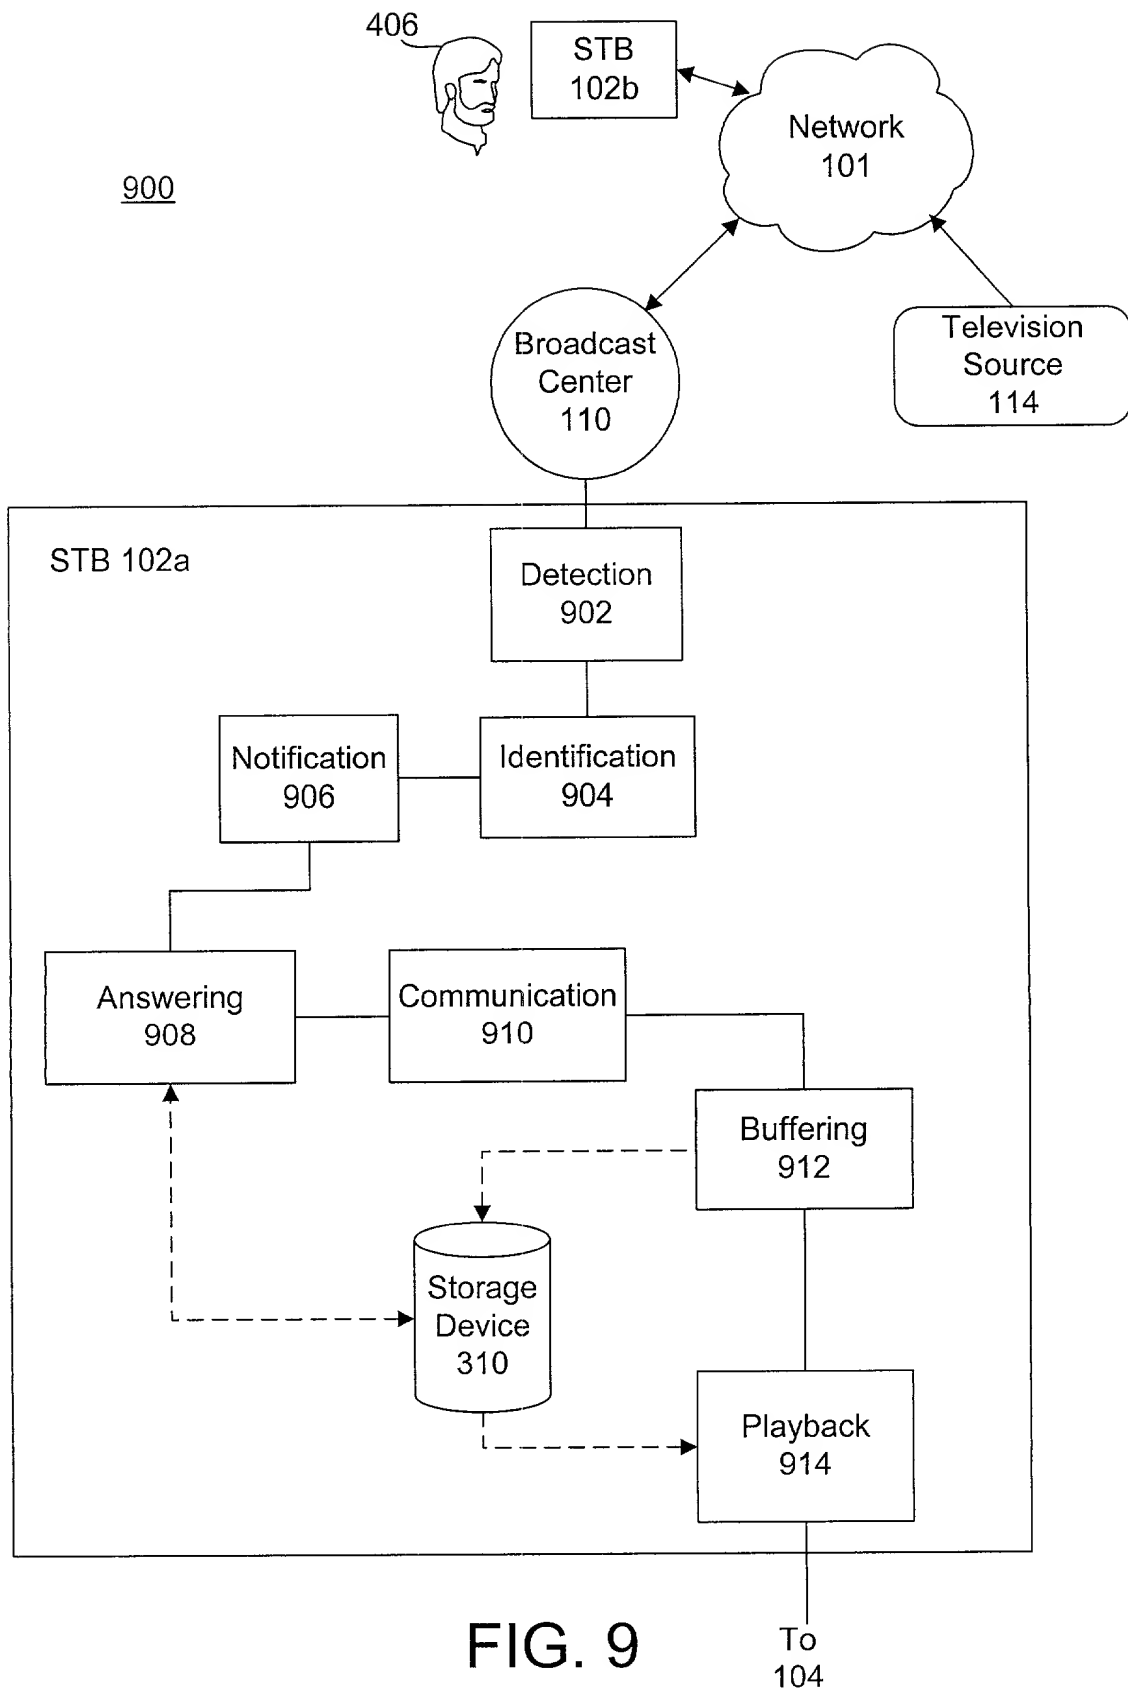 406
STB
102b
Network
101
900
Broadcast
Center
110
Television
Source
114
STB 102a
Detection
902
Notification
906
Identification
904
Answering
908
Communication
910
Buffering
912
Storage
Device
310
Playback
914
FIG. 9
To
104